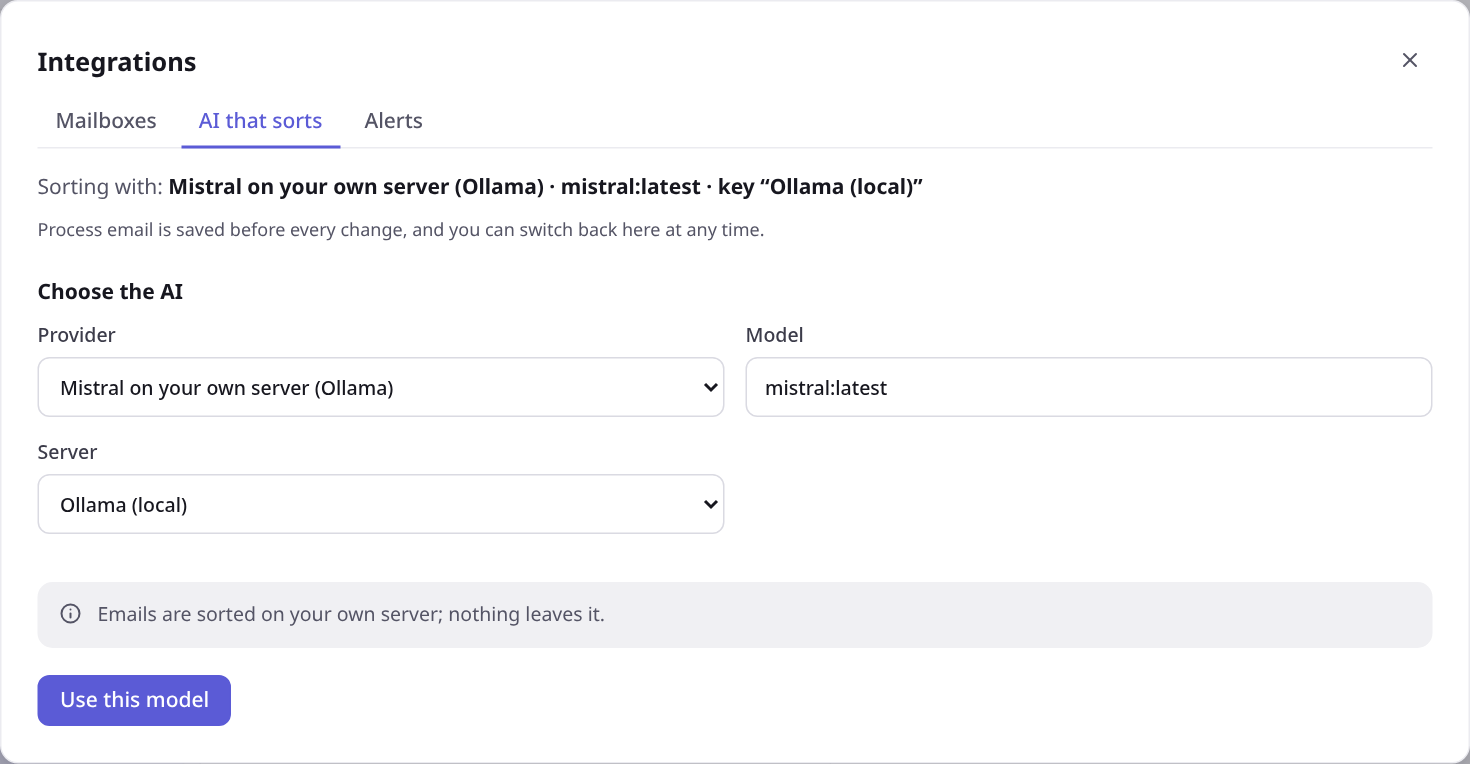 Integrations
Mailboxes
AI that sorts
Alerts
Sorting with: Mistral on your own server (Ollama) · mistral:latest · key “Ollama (local)”
Process email is saved before every change, and you can switch back here at any time.
Choose the AI
Provider
Model
Mistral on your own server (Ollama)
mistral:latest
Server
Ollama (local)
Emails are sorted on your own server; nothing leaves it.
Use this model